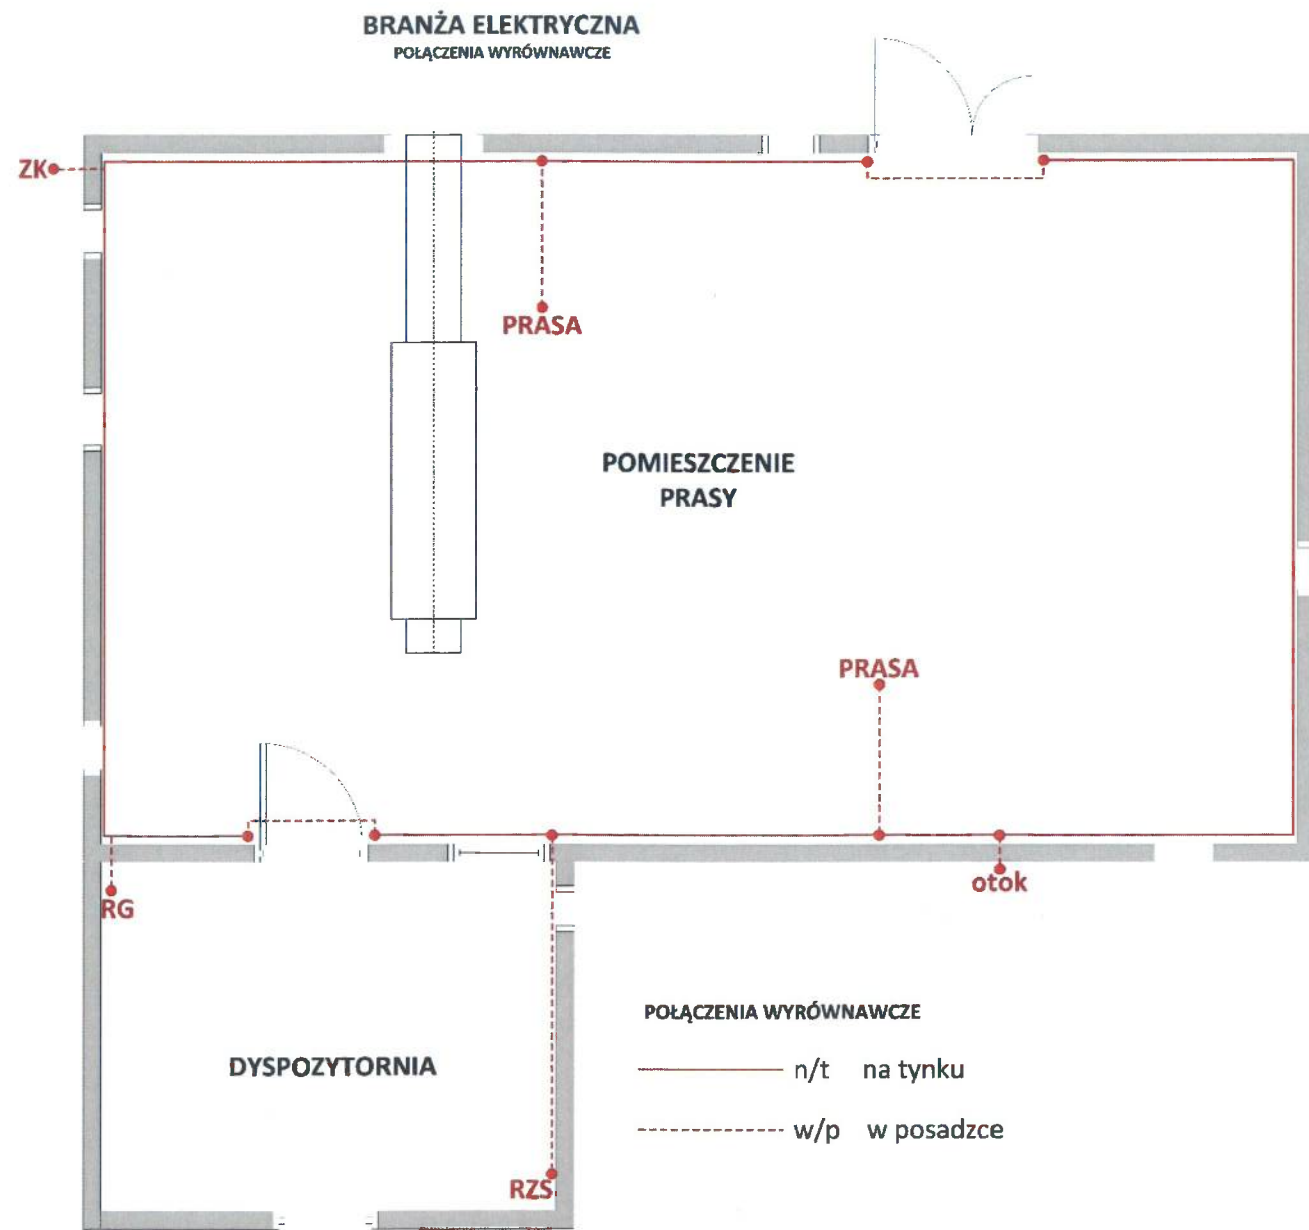 BRANŻA ELEKTRYCZNA
POŁĄCZENIA WYRÓWNAWCZE
ZK
PRASA
POMIESZCZENIE
PRASY
PRASA
RG
otok
POŁĄCZENIA WYRÓWNAWCZE
DYSPOZYTORNIA
n/t na tynku
w/p w posadzce
RZS